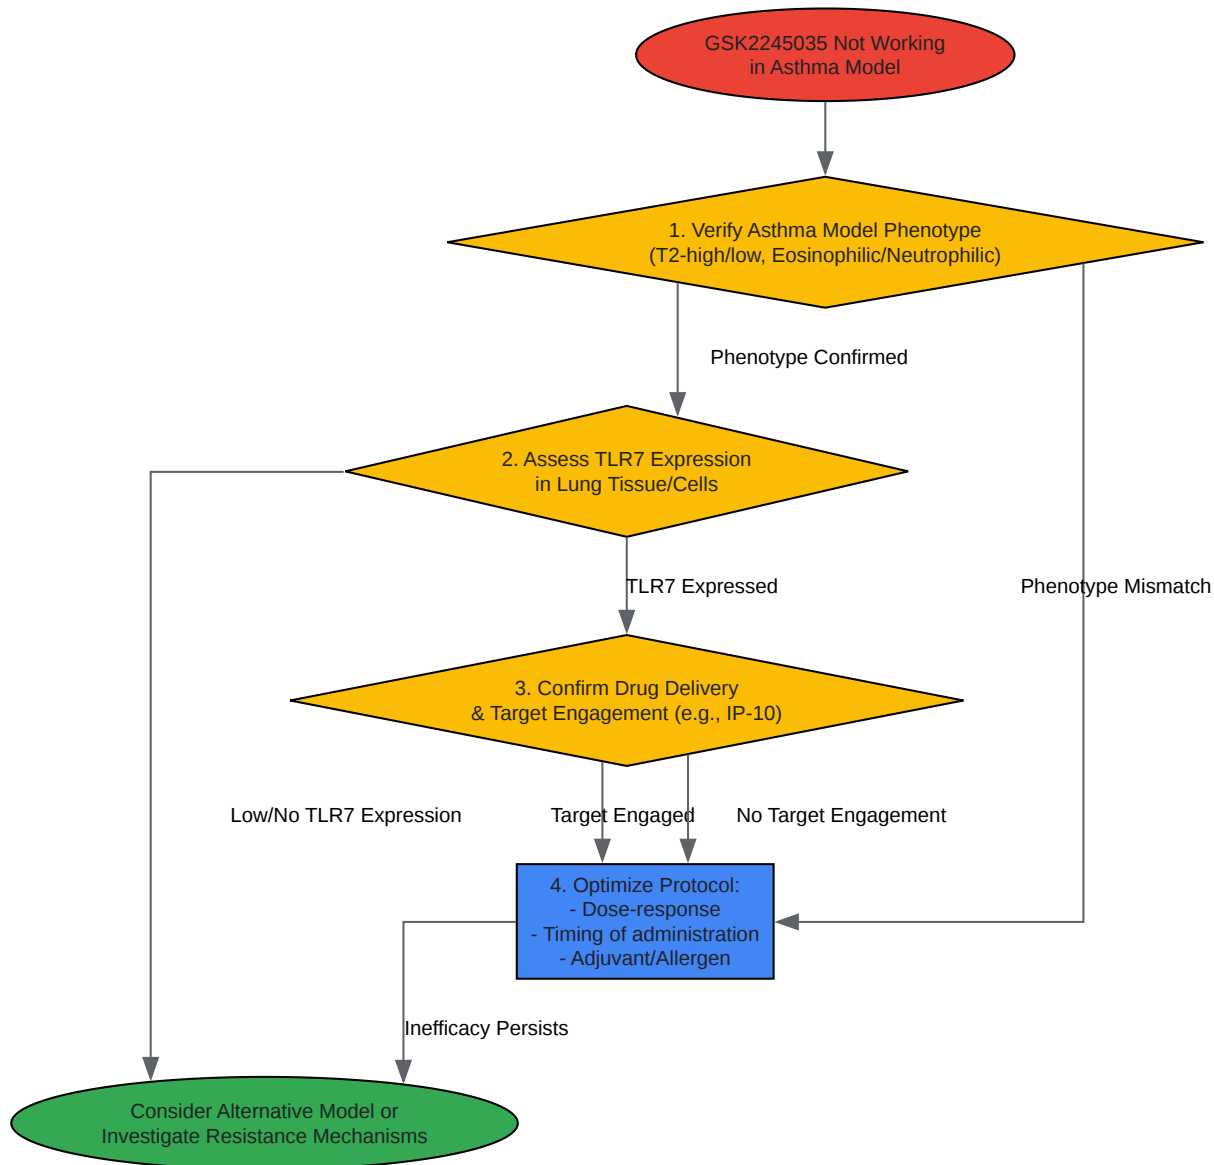 GSK2245035 Not Working
in Asthma Model
1. Verify Asthma Model Phenotype
(T2-high/low, Eosinophilic/Neutrophilic)
Phenotype Confirmed
2. Assess TLR7 Expression
in Lung Tissue/Cells
TLR7 Expressed
Phenotype Mismatch
3. Confirm Drug Delivery
& Target Engagement (e.g., IP-10)
Low/No TLR7 Expression
Target Engaged
No Target Engagement
4. Optimize Protocol:
- Dose-response
- Timing of administration
- Adjuvant/Allergen
Inefficacy Persists
Consider Alternative Model or
Investigate Resistance Mechanisms